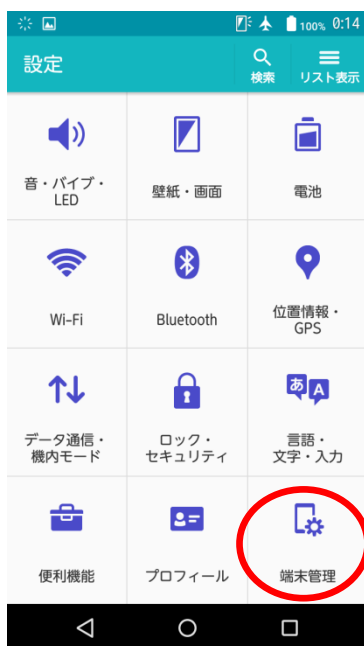 100% 0:14
設定
検索 リスト表示
音・バイブ・
LED
壁紙・画面
電池
Wi-Fi
Bluetooth
位置情報・
GPS
データ通信・
機内モード
ロック・
セキュリティ
あA
言語・
文字・入力
便利機能
プロフィール
端末管理